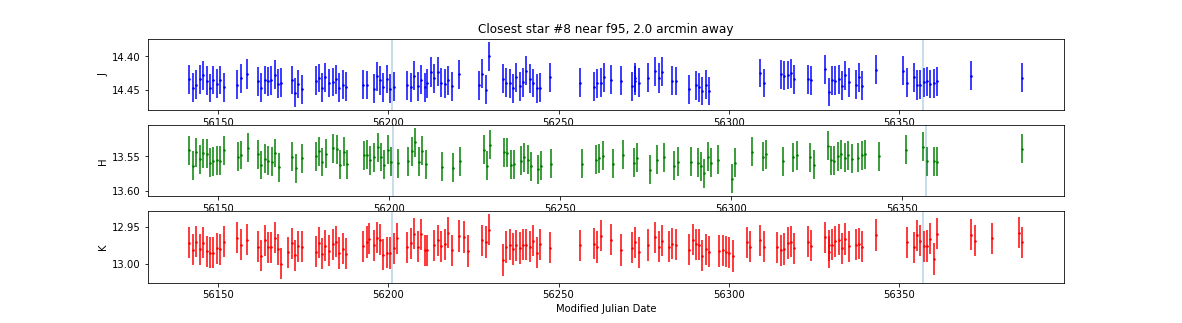 Closest star #8 near f95, 2.0 arcmin away
14.40
J
14.45
56150 56200 56250 56300 56350
13.55
H
13.60
56150 56200 56250 56300 56350
12.95
K
13.00
56150 56200 56250 56300 56350
Modified Julian Date